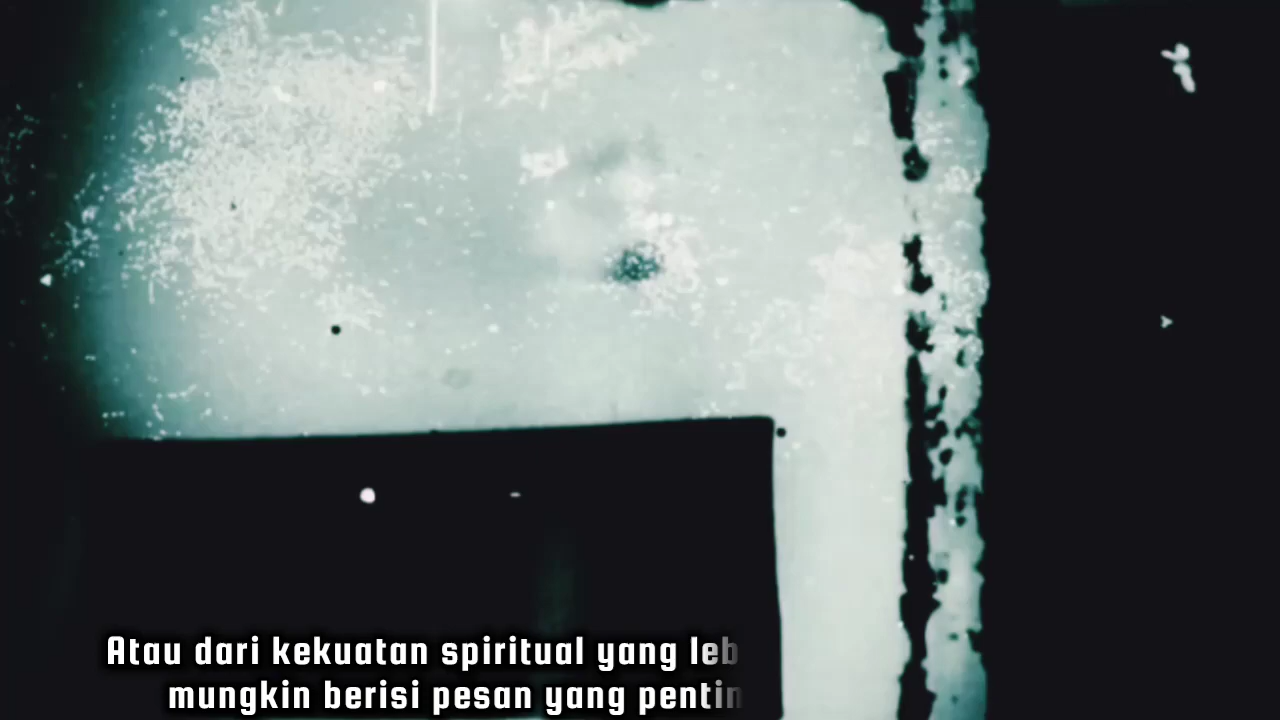 Atau dari kekuatan spiritual yang leb
mungkin berisi pesan yang pentin